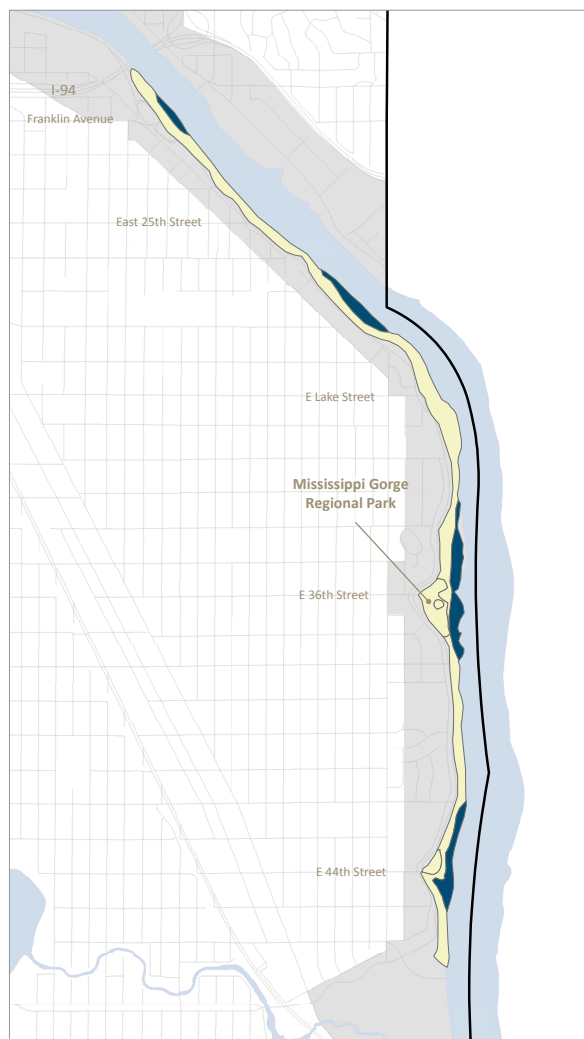 I-94
Franklin Avenue
East 25th Street
E Lake Street
Mississippi Gorge
Regional Park
E 36th Street
E 44th Street